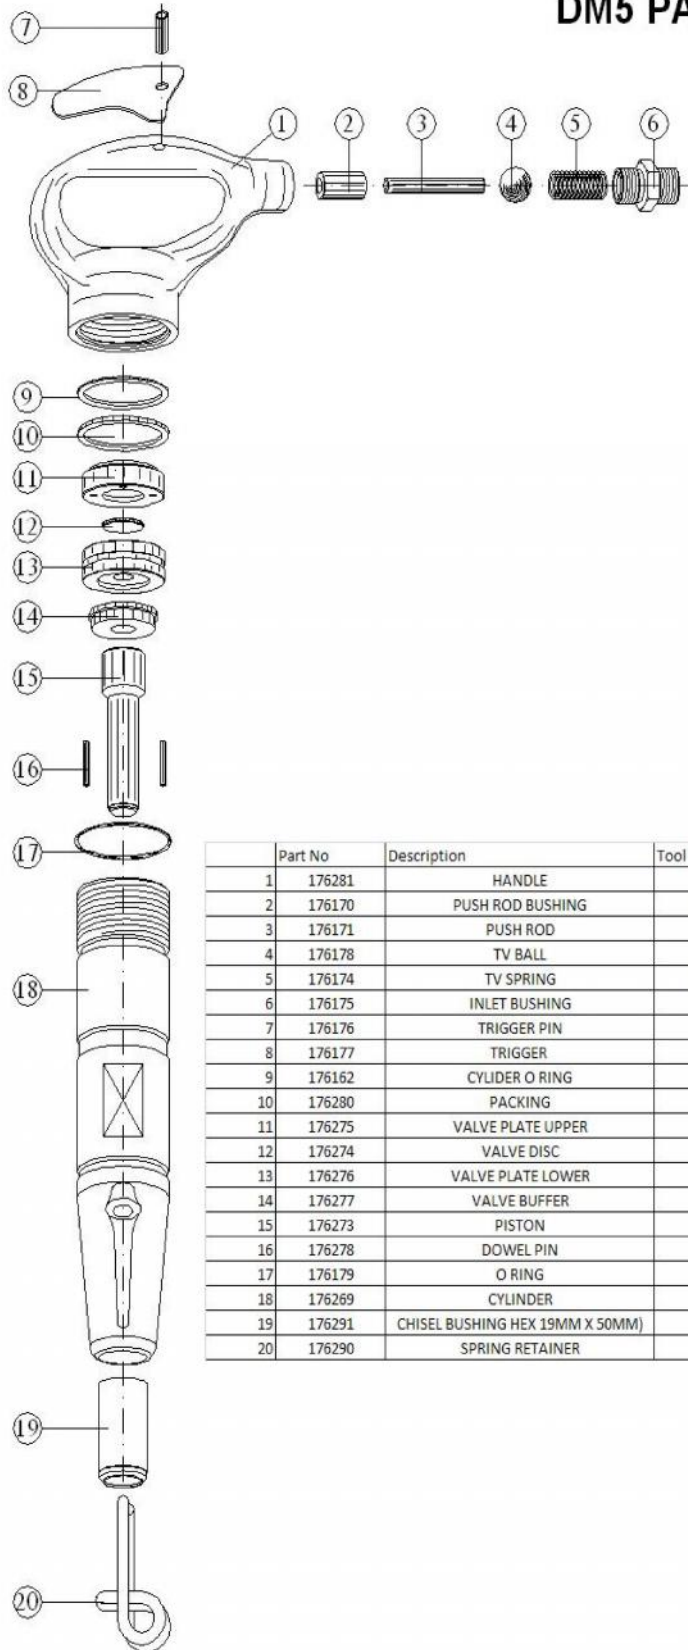 DM5 PA
7
8
1
2
3
4
5
6
9
10
11
12
13
14
15
16
17
18
19
20
Part No Description Tool
1 176281 HANDLE
2 176170 PUSH ROD BUSHING
3 176171 PUSH ROD
4 176178 TV BALL
5 176174 TV SPRING
6 176175 INLET BUSHING
7 176176 TRIGGER PIN
8 176177 TRIGGER
9 176162 CYLIDER O RING
10 176280 PACKING
11 176275 VALVE PLATE UPPER
12 176274 VALVE DISC
13 176276 VALVE PLATE LOWER
14 176277 VALVE BUFFER
15 176273 PISTON
16 176278 DOWEL PIN
17 176179 O RING
18 176269 CYLINDER
19 176291 CHISEL BUSHING HEX 19MM X 50MM)
20 176290 SPRING RETAINER